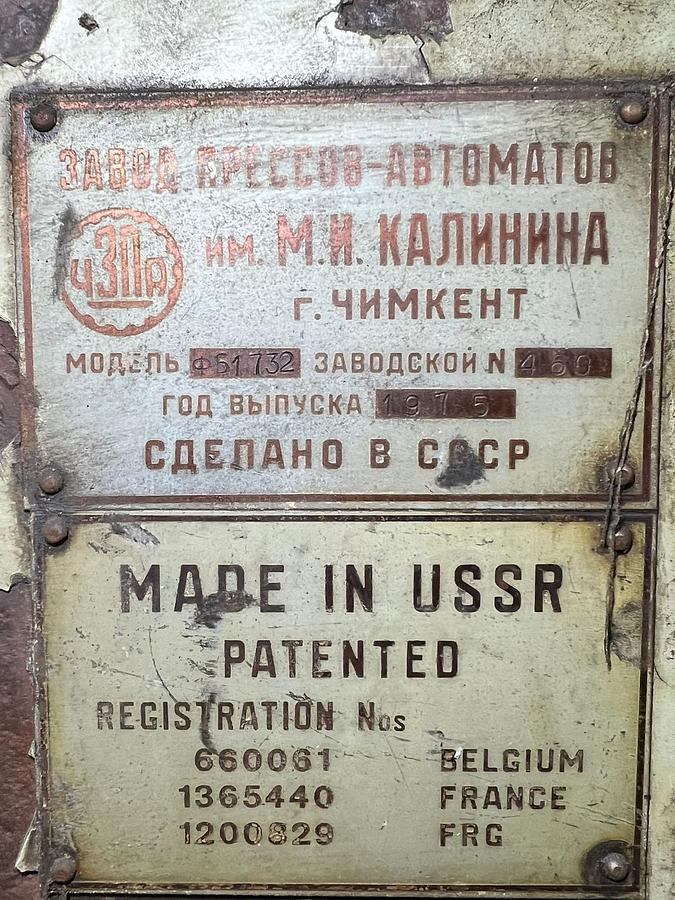 ЗАВОД ПРЕССОВ-АВТОМАТОВ
ЧЗПА
им. М.И. КАЛИНИНА
г. ЧИМКЕНТ
МОДЕЛЬ ФБ1732 ЗАВОДСКОЙ N 460
ГОД ВЫПУСКА 1975
СДЕЛАНО В СССР
MADE IN USSR
PATENTED
REGISTRATION Nos
660061 BELGIUM
1365440 FRANCE
1200829 FRG